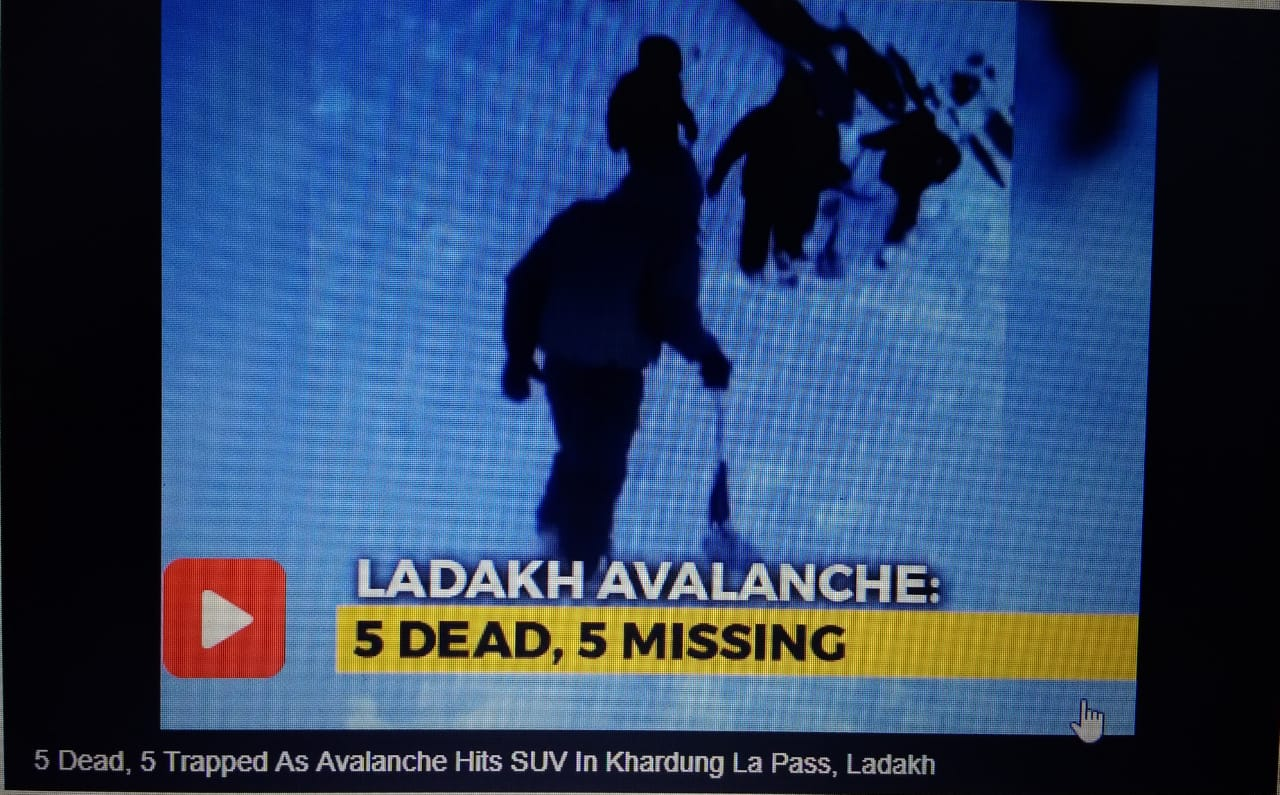 LADAKH AVALANCHE:
5 DEAD, 5 MISSING
5 Dead, 5 Trapped As Avalanche Hits SUV In Khardung La Pass, Ladakh